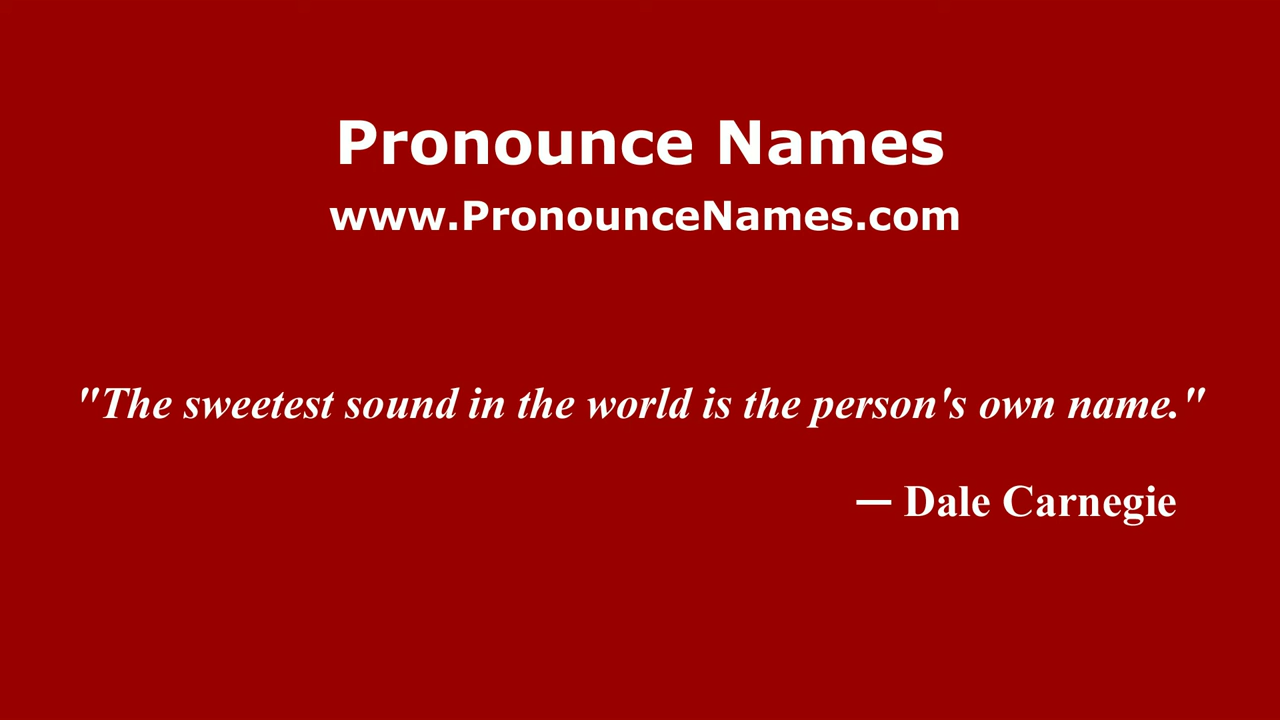 Pronounce Names
www.PronounceNames.com
"The sweetest sound in the world is the person's own name."
— Dale Carnegie